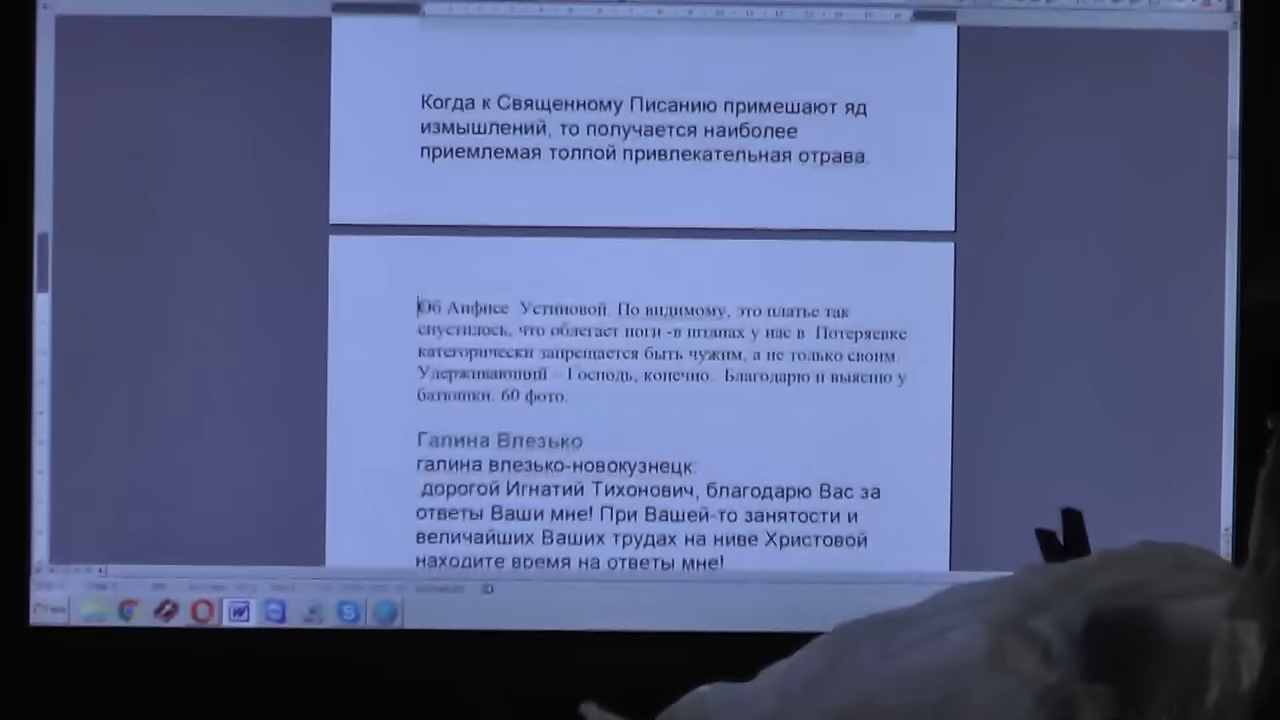 Когда к Священному Писанию примешают яд
измышлений, то получается наиболее
приемлемая толпой привлекательная отрава.
Об Анфисе Устиновой. По видимому, это платье так
спустилось, что облегает ноги -в штанах у нас в Потеряевке
категорически запрещается быть чужим, а не только своим.
Удерживающий – Господь, конечно. Благодарю и выясню у
батюшки. 60 фото.
Галина Влезько
галина влезько-новокузнецк:
дорогой Игнатий Тихонович, благодарю Вас за
ответы Ваши мне! При Вашей-то занятости и
величайших Ваших трудах на ниве Христовой
находите время на ответы мне!